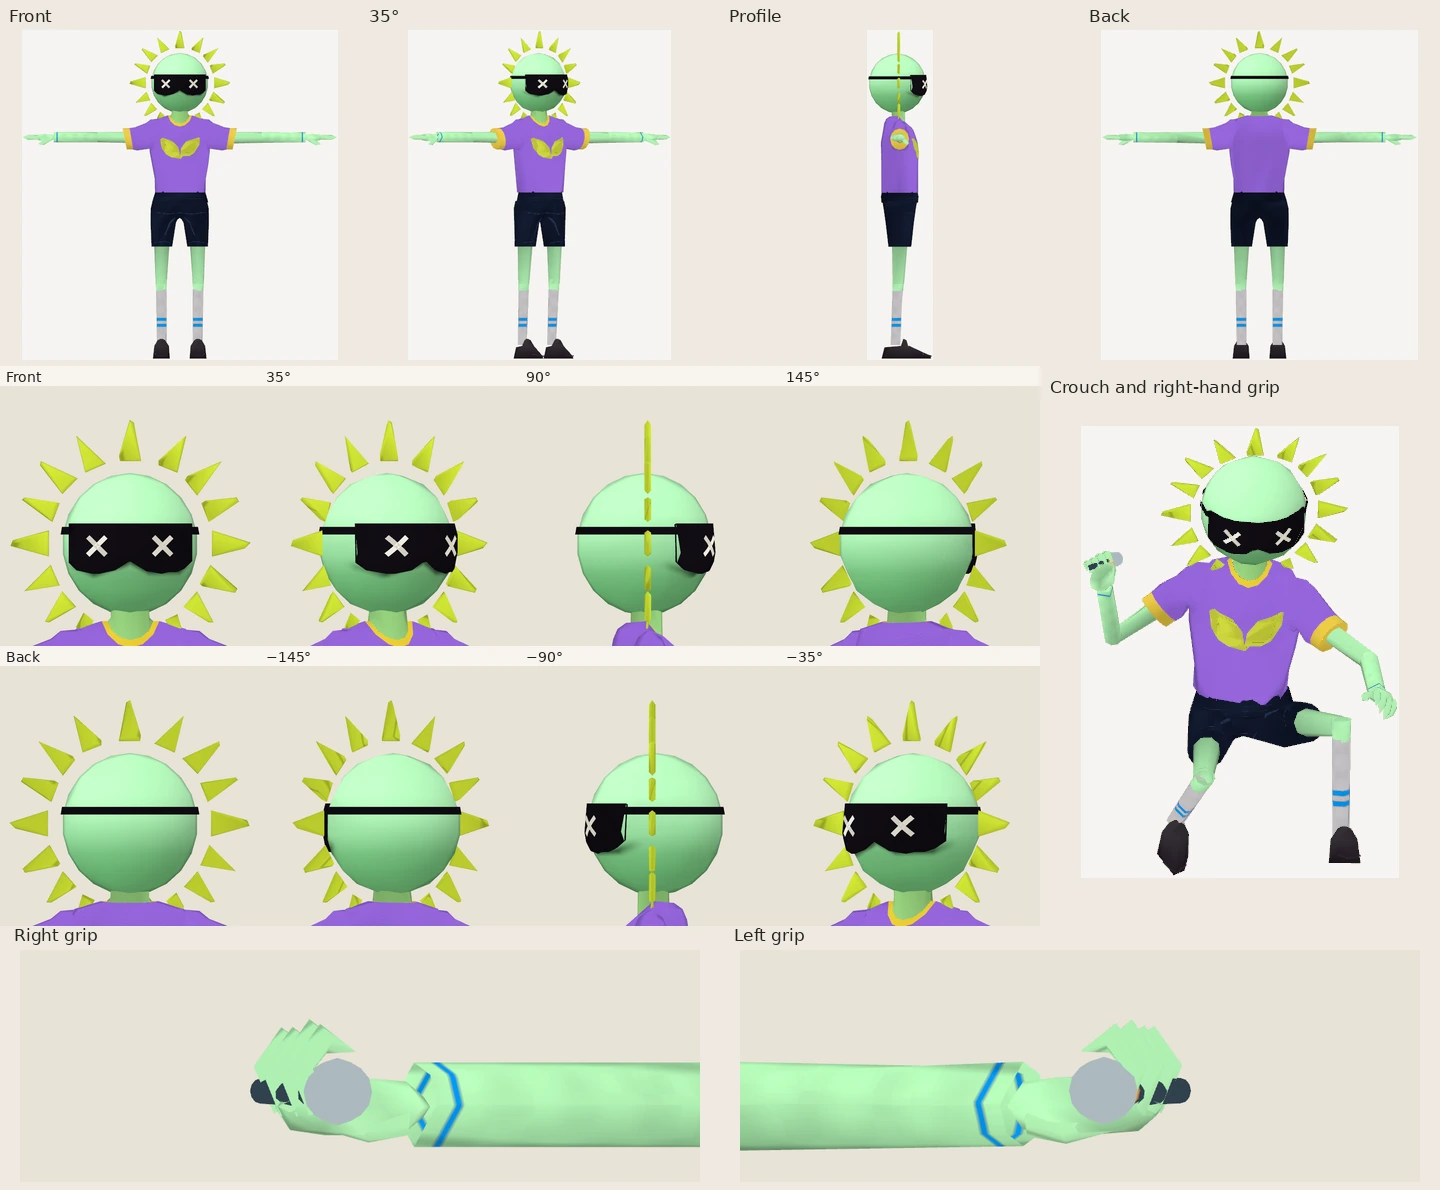 Front
35°
Profile
Back
Front
35°
90°
145°
Crouch and right-hand grip
Back
−145°
−90°
−35°
Right grip
Left grip